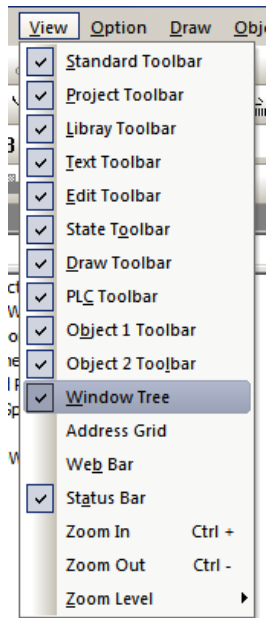 View Option Draw Obj
Standard Toolbar
Project Toolbar
Libray Toolbar
Text Toolbar
Edit Toolbar
State Toolbar
Draw Toolbar
PLC Toolbar
Object 1 Toolbar
Object 2 Toolbar
Window Tree
Address Grid
Web Bar
Status Bar
Zoom In Ctrl +
Zoom Out Ctrl -
Zoom Level